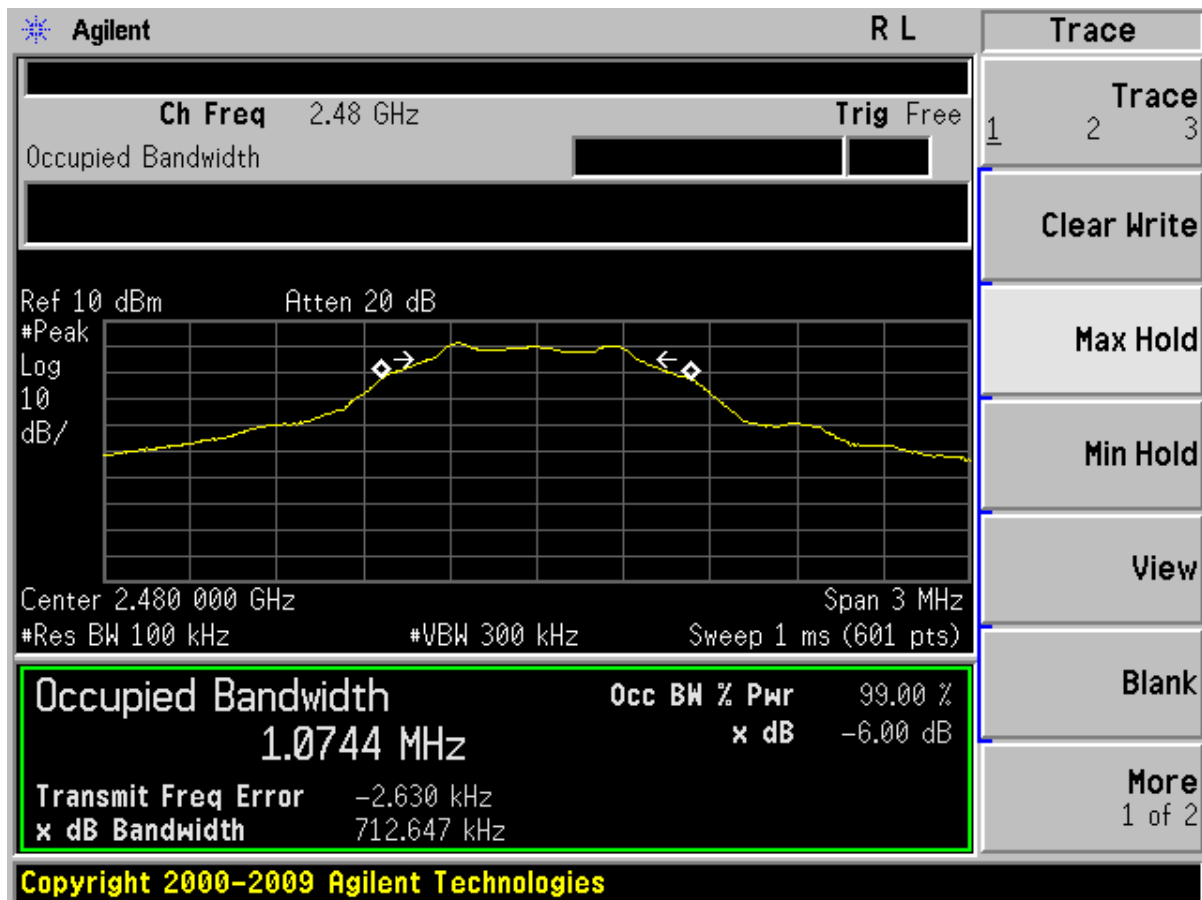 Agilent
R L
Trace
Ch Freq 2.48 GHz
Trig Free
Occupied Bandwidth
Trace
1 2 3
Clear Write
Max Hold
Min Hold
View
Blank
More
1 of 2
Ref 10 dBm Atten 20 dB
#Peak
Log
10
dB/
Center 2.480 000 GHz Span 3 MHz
#Res BW 100 kHz #VBW 300 kHz Sweep 1 ms (601 pts)
Occupied Bandwidth
1.0744 MHz
Occ BW % Pwr 99.00 %
x dB -6.00 dB
Transmit Freq Error -2.630 kHz
x dB Bandwidth 712.647 kHz
Copyright 2000-2009 Agilent Technologies